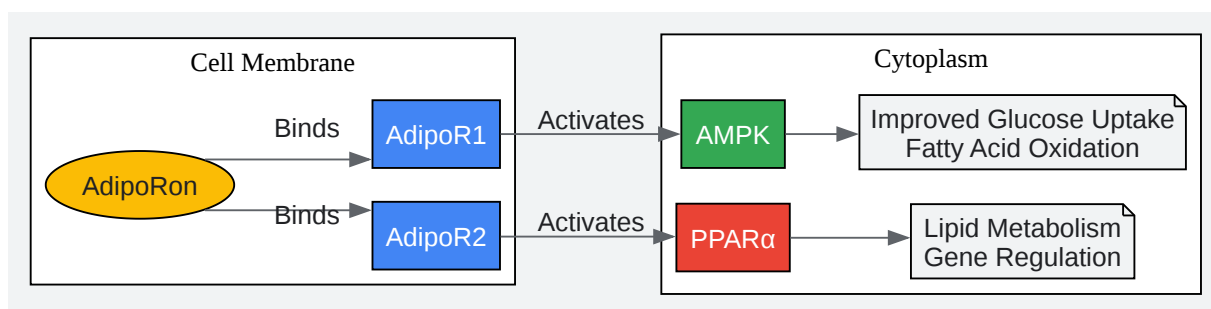 Cell Membrane
AdipoRon
Binds
Binds
AdipoR1
AdipoR2
Activates
Activates
Cytoplasm
AMPK
Improved Glucose Uptake
Fatty Acid Oxidation
PPARα
Lipid Metabolism
Gene Regulation